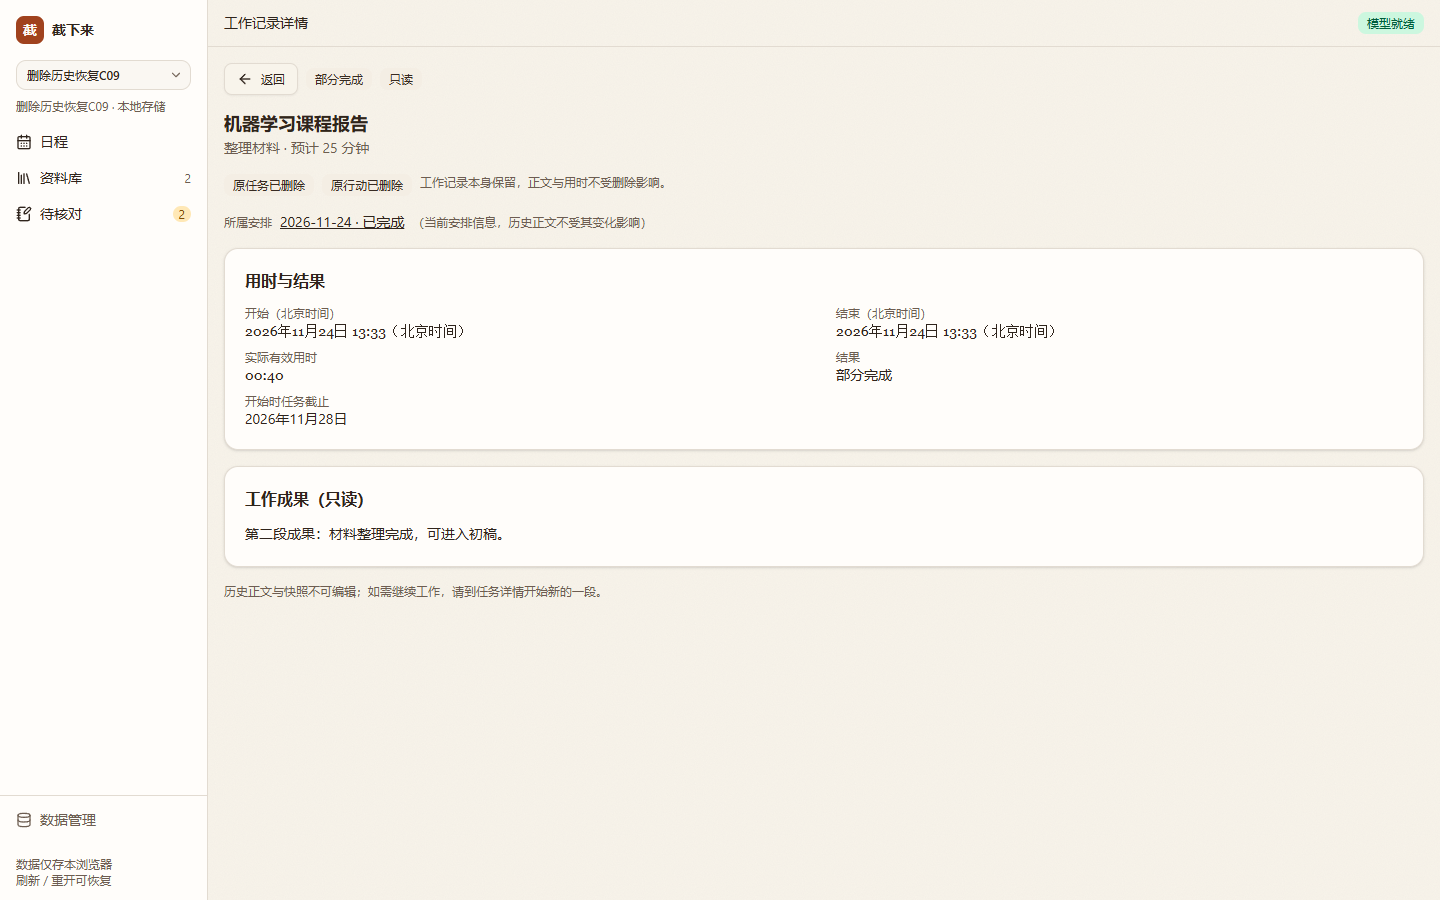 截 截下来
删除历史恢复C09
删除历史恢复C09 · 本地存储
日程
资料库 2
待核对 2
数据管理
数据仅存本浏览器
刷新 / 重开可恢复
工作记录详情
模型就绪
返回 部分完成 只读
机器学习课程报告
整理材料 · 预计 25 分钟
原任务已删除 原行动已删除 工作记录本身保留，正文与用时不受删除影响。
所属安排 2026-11-24 · 已完成 （当前安排信息，历史正文不受其变化影响）
用时与结果
开始（北京时间） 结束（北京时间）
2026年11月24日 13:33（北京时间） 2026年11月24日 13:33（北京时间）
实际有效用时 结果
00:40 部分完成
开始时任务截止
2026年11月28日
工作成果（只读）
第二段成果：材料整理完成，可进入初稿。
历史正文与快照不可编辑；如需继续工作，请到任务详情开始新的一段。